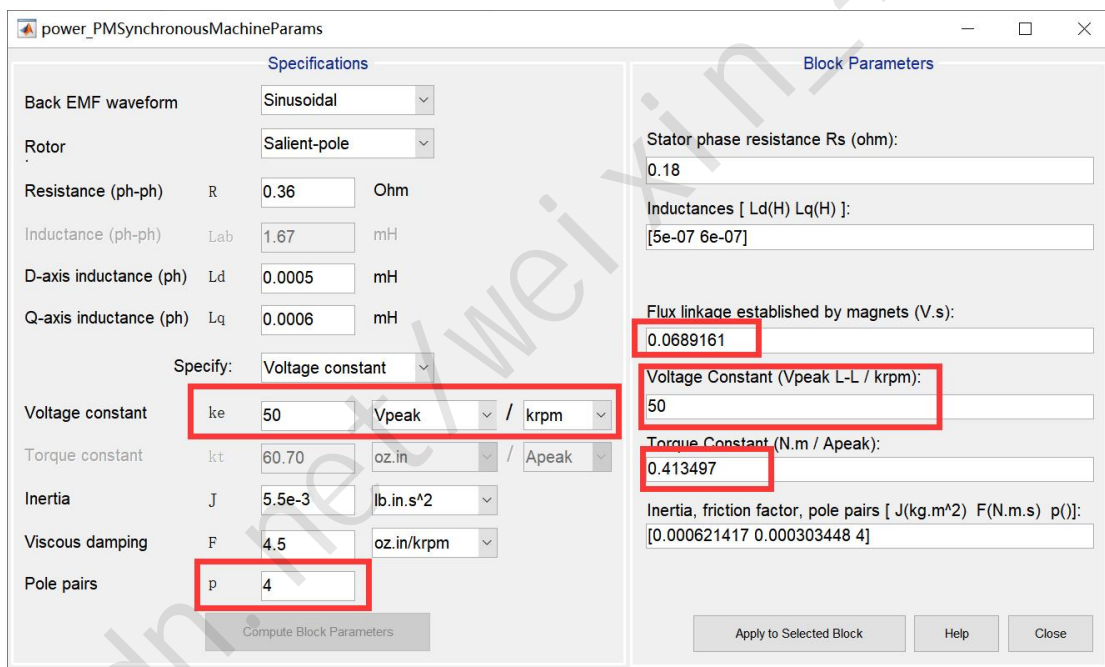 power_PMSynchronousMachineParams
Specifications
Back EMF waveform Sinusoidal
Rotor Salient-pole
Resistance (ph-ph) R 0.36 Ohm
Inductance (ph-ph) Lab 1.67 mH
D-axis inductance (ph) Ld 0.0005 mH
Q-axis inductance (ph) Lq 0.0006 mH
Specify: Voltage constant
Voltage constant ke 50 Vpeak / krpm
Torque constant kt 60.70 oz.in / Apeak
Inertia J 5.5e-3 lb.in.s^2
Viscous damping F 4.5 oz.in/krpm
Pole pairs p 4
Compute Block Parameters
Block Parameters
Stator phase resistance Rs (ohm):
0.18
Inductances [ Ld(H) Lq(H) ]:
[5e-07 6e-07]
Flux linkage established by magnets (V.s):
0.0689161
Voltage Constant (Vpeak L-L / krpm):
50
Torque Constant (N.m / Apeak):
0.413497
Inertia, friction factor, pole pairs [ J(kg.m^2) F(N.m.s) p()]:
[0.000621417 0.000303448 4]
Apply to Selected Block Help Close
dn.net/weixin_